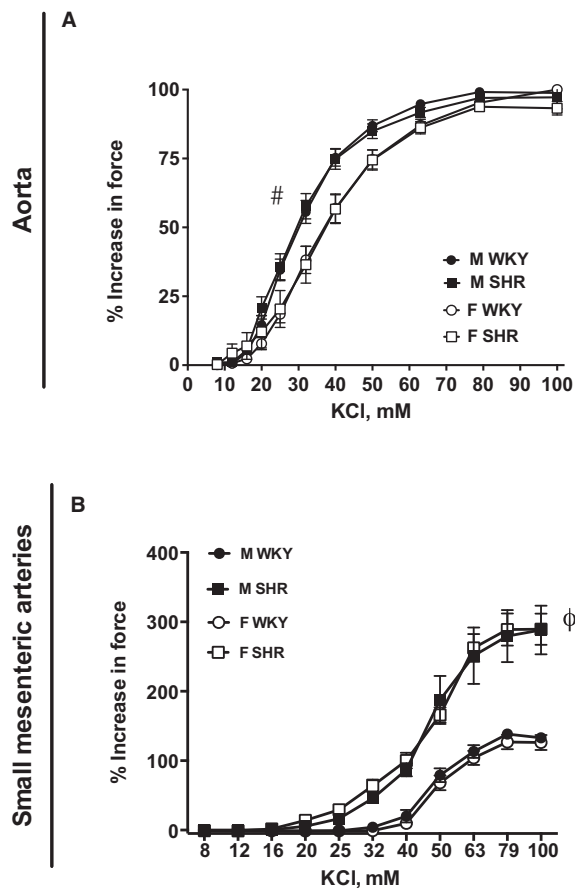 A
Aorta
% Increase in force
100
75
50
25
0
#
M WKY
M SHR
F WKY
F SHR
0 10 20 30 40 50 60 70 80 90 100
KCl, mM
B
Small mesenteric arteries
% Increase in force
400
300
200
100
0
M WKY
M SHR
F WKY
F SHR
ϕ
8 12 16 20 25 32 40 50 63 79 100
KCl, mM